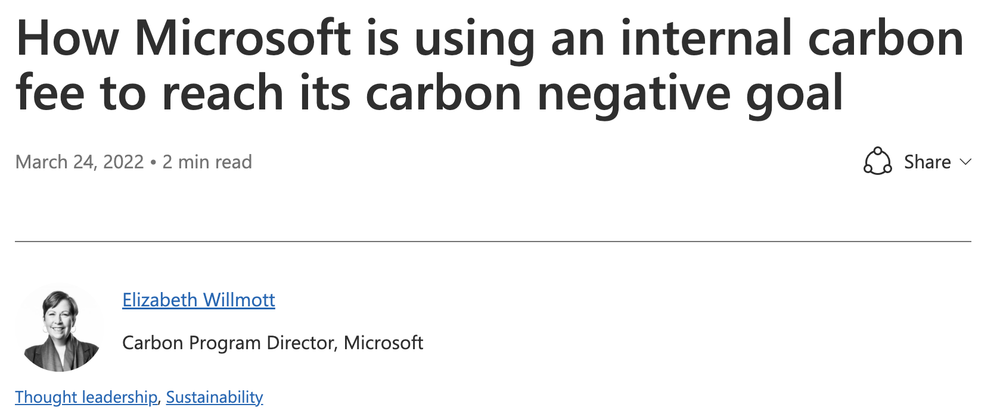 How Microsoft is using an internal carbon
fee to reach its carbon negative goal
March 24, 2022 • 2 min read
Share
Elizabeth Willmott
Carbon Program Director, Microsoft
Thought leadership, Sustainability